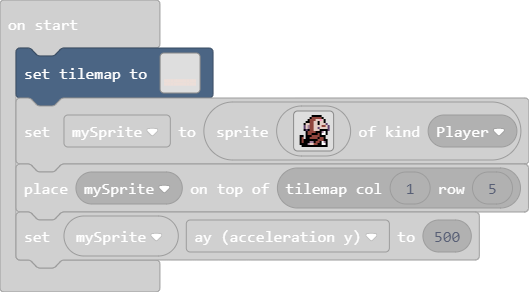 on start
set tilemap to
set mySprite to sprite of kind Player
place mySprite on top of tilemap col 1 row 5
set mySprite ay (acceleration y) to 500